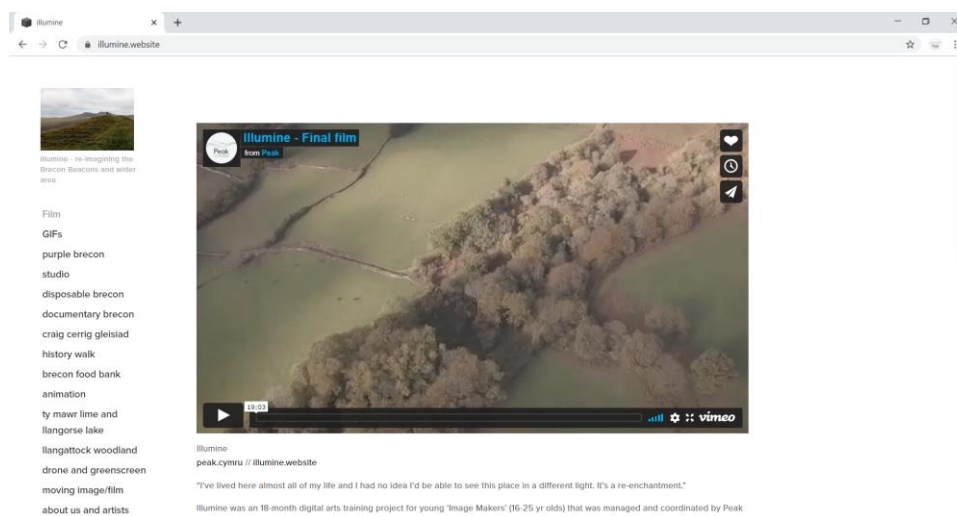 illumine
illumine.website
illumine - re-imagining the
Brecon Beacons and wider
area
Film
GIFs
purple brecon
studio
disposable brecon
documentary brecon
craig cerrig gleisiad
history walk
brecon food bank
animation
ty mawr lime and
llangorse lake
llangattock woodland
drone and greenscreen
moving image/film
about us and artists
Peak
Illumine - Final film
from Peak
19:03
vimeo
Illumine
peak.cymru // illumine.website
"I've lived here almost all of my life and I had no idea I'd be able to see this place in a different light. It's a re-enchantment."
Illumine was an 18-month digital arts training project for young 'Image Makers' (16-25 yr olds) that was managed and coordinated by Peak